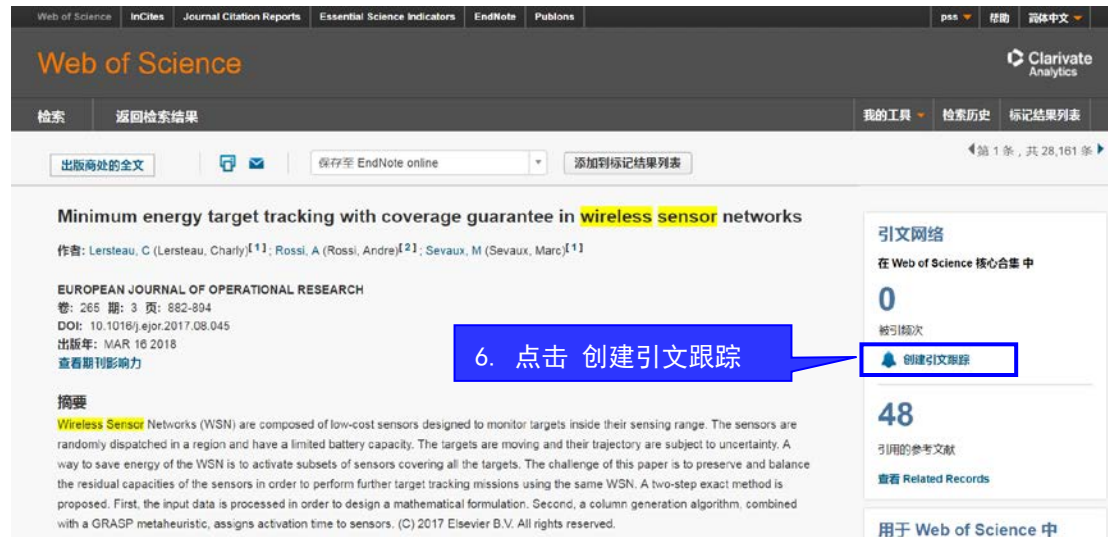 Web of Science InCites Journal Citation Reports Essential Science Indicators EndNote Publons pss 帮助 简体中文
Web of Science
Clarivate
Analytics
检索 返回检索结果 我的工具 检索历史 标记结果列表
出版商处的全文 保存至 EndNote online 添加到标记结果列表 第 1 条，共 28,161 条
Minimum energy target tracking with coverage guarantee in wireless sensor networks
作者: Lersteau, C (Lersteau, Charly)[1]; Rossi, A (Rossi, Andre)[2]; Sevaux, M (Sevaux, Marc)[1]
EUROPEAN JOURNAL OF OPERATIONAL RESEARCH
卷: 265 期: 3 页: 882-894
DOI: 10.1016/j.ejor.2017.08.045
出版年: MAR 16 2018
查看期刊影响力
摘要
Wireless Sensor Networks (WSN) are composed of low-cost sensors designed to monitor targets inside their sensing range. The sensors are
randomly dispatched in a region and have a limited battery capacity. The targets are moving and their trajectory are subject to uncertainty. A
way to save energy of the WSN is to activate subsets of sensors covering all the targets. The challenge of this paper is to preserve and balance
the residual capacities of the sensors in order to perform further target tracking missions using the same WSN. A two-step exact method is
proposed. First, the input data is processed in order to design a mathematical formulation. Second, a column generation algorithm, combined
with a GRASP metaheuristic, assigns activation time to sensors. (C) 2017 Elsevier B.V. All rights reserved.
6. 点击 创建引文跟踪
引文网络
在 Web of Science 核心合集 中
0
被引频次
创建引文跟踪
48
引用的参考文献
查看 Related Records
用于 Web of Science 中